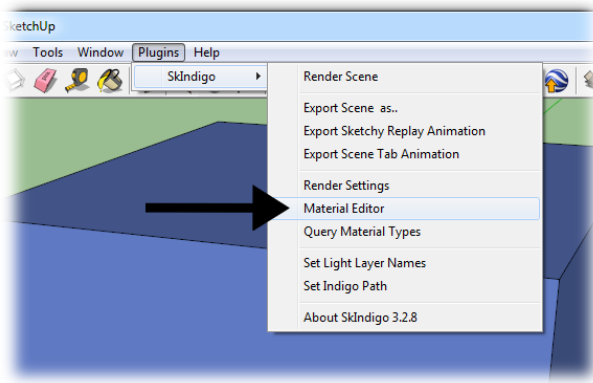 SketchUp
Tools Window Plugins Help
SkIndigo
Render Scene
Export Scene as..
Export Sketchy Replay Animation
Export Scene Tab Animation
Render Settings
Material Editor
Query Material Types
Set Light Layer Names
Set Indigo Path
About SkIndigo 3.2.8